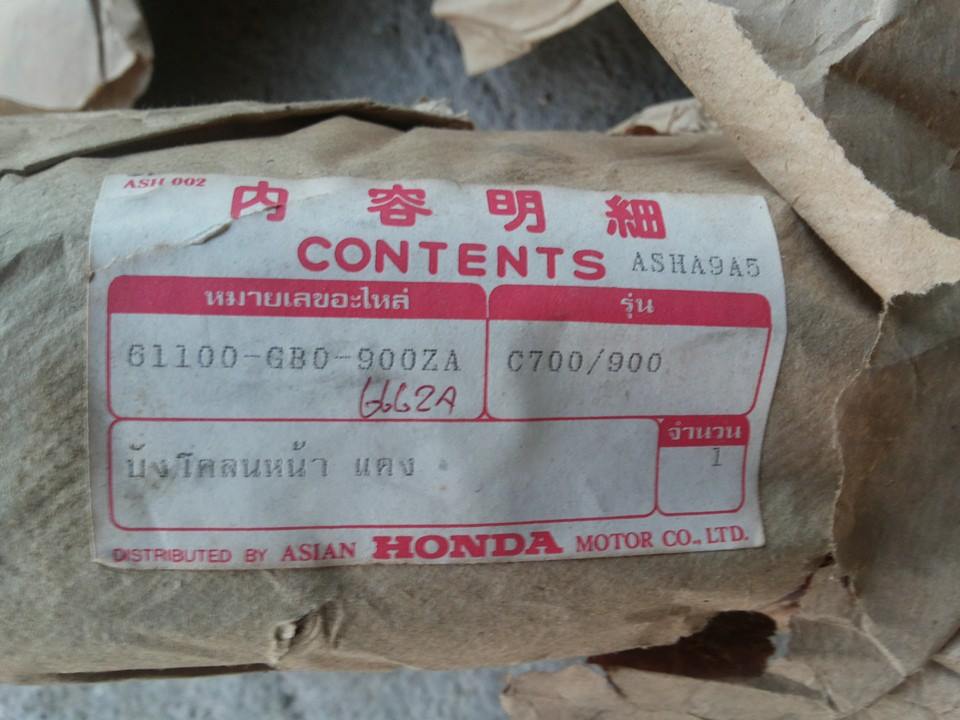 ASH 002
内容明細
CONTENTS ASHA9A5
หมายเลขอะไหล่ รุ่น
61100-GB0-900ZA C700/900
6662A
จำนวน
บังโคลนหน้า แดง 1
DISTRIBUTED BY ASIAN HONDA MOTOR CO., LTD.